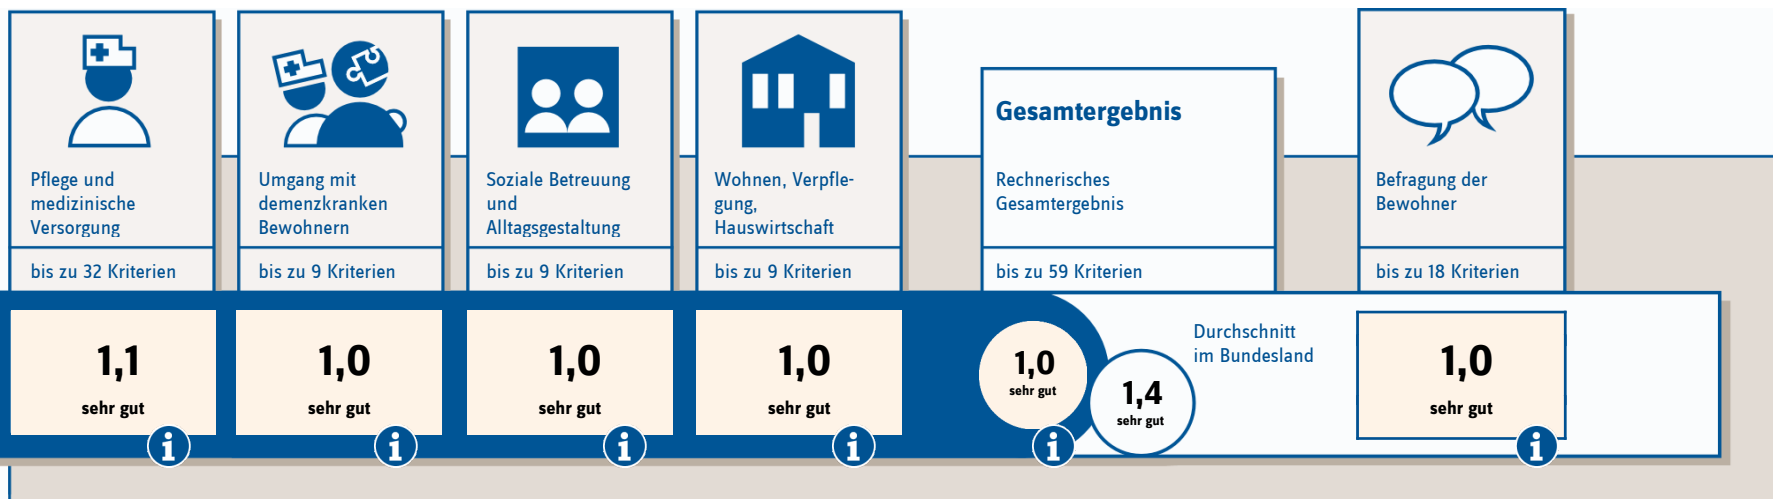 Pflege und
medizinische
Versorgung
bis zu 32 Kriterien
1,1
sehr gut
Umgang mit
demenzkranken
Bewohnern
bis zu 9 Kriterien
1,0
sehr gut
Soziale Betreuung
und
Alltagsgestaltung
bis zu 9 Kriterien
1,0
sehr gut
Wohnen, Verpfle-
gung,
Hauswirtschaft
bis zu 9 Kriterien
1,0
sehr gut
Gesamtergebnis
Rechnerisches
Gesamtergebnis
bis zu 59 Kriterien
1,0
sehr gut
1,4
sehr gut
Durchschnitt
im Bundesland
Befragung der
Bewohner
bis zu 18 Kriterien
1,0
sehr gut